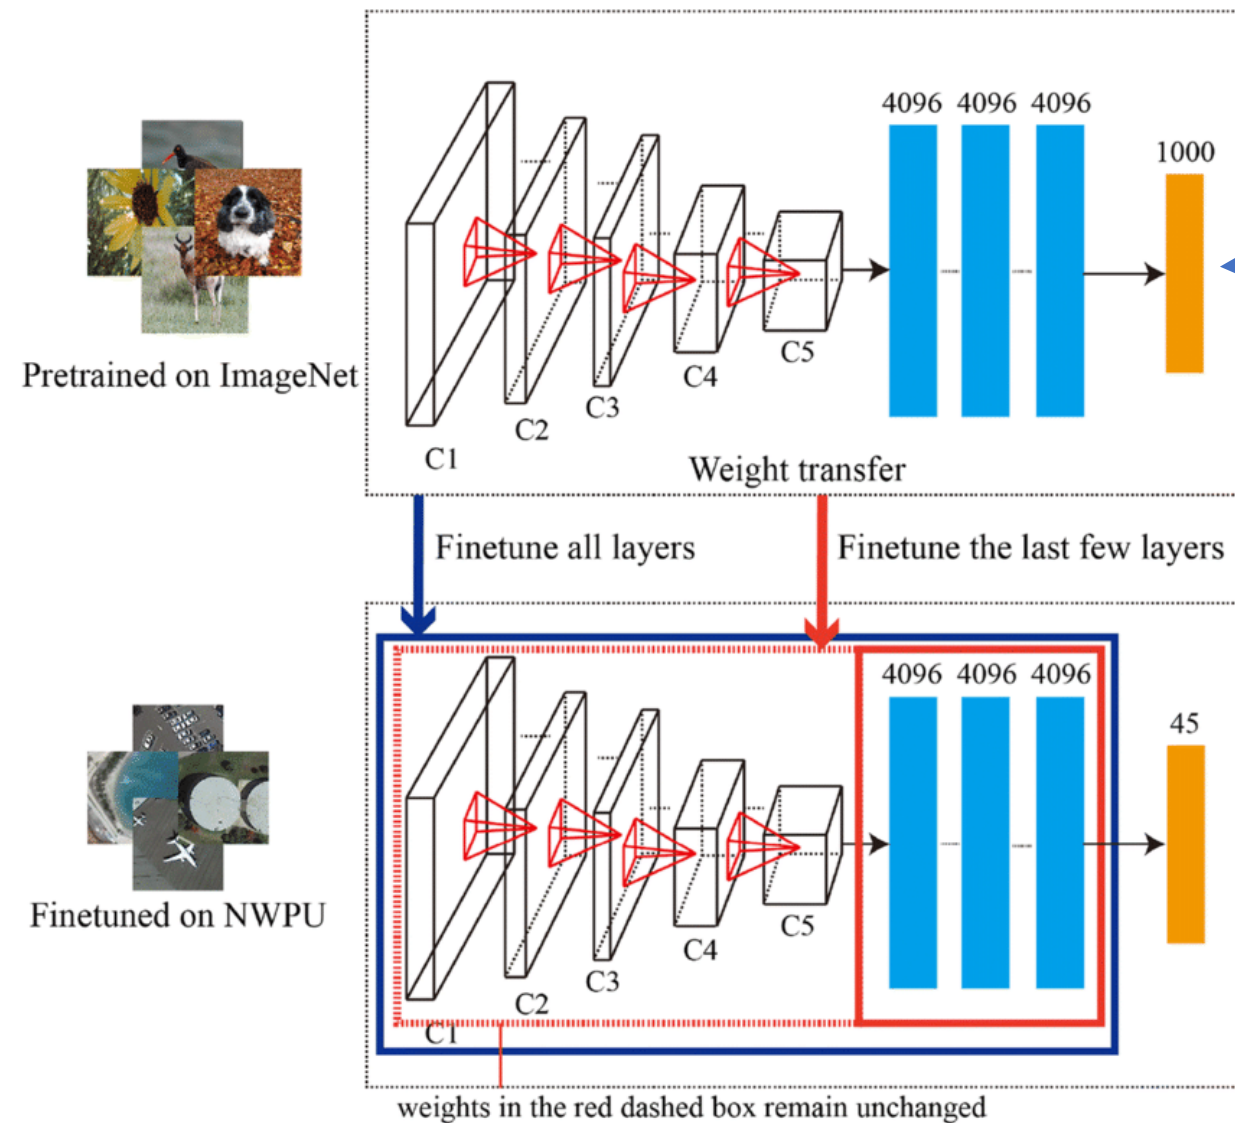 4096 4096 4096
1000
Pretrained on ImageNet
C1
C2
C3
C4
C5
Weight transfer
Finetune all layers
Finetune the last few layers
4096 4096 4096
45
Finetuned on NWPU
C1
C2
C3
C4
C5
weights in the red dashed box remain unchanged